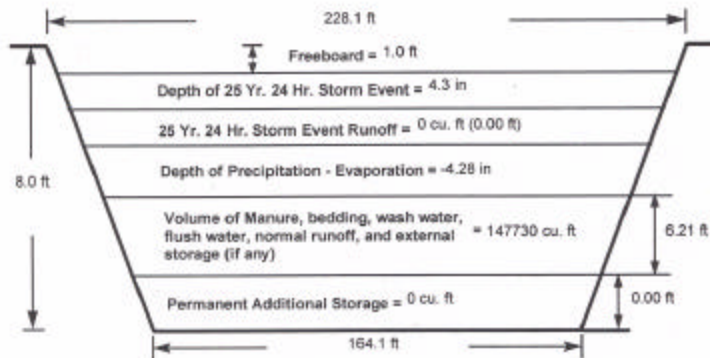 228.1 ft
Freeboard = 1.0 ft
Depth of 25 Yr. 24 Hr. Storm Event = 4.3 in
25 Yr. 24 Hr. Storm Event Runoff = 0 cu. ft (0.00 ft)
8.0 ft
Depth of Precipitation - Evaporation = -4.28 in
Volume of Manure, bedding, wash water,
flush water, normal runoff, and external = 147730 cu. ft
storage (if any)
6.21 ft
Permanent Additional Storage = 0 cu. ft
0.00 ft
164.1 ft